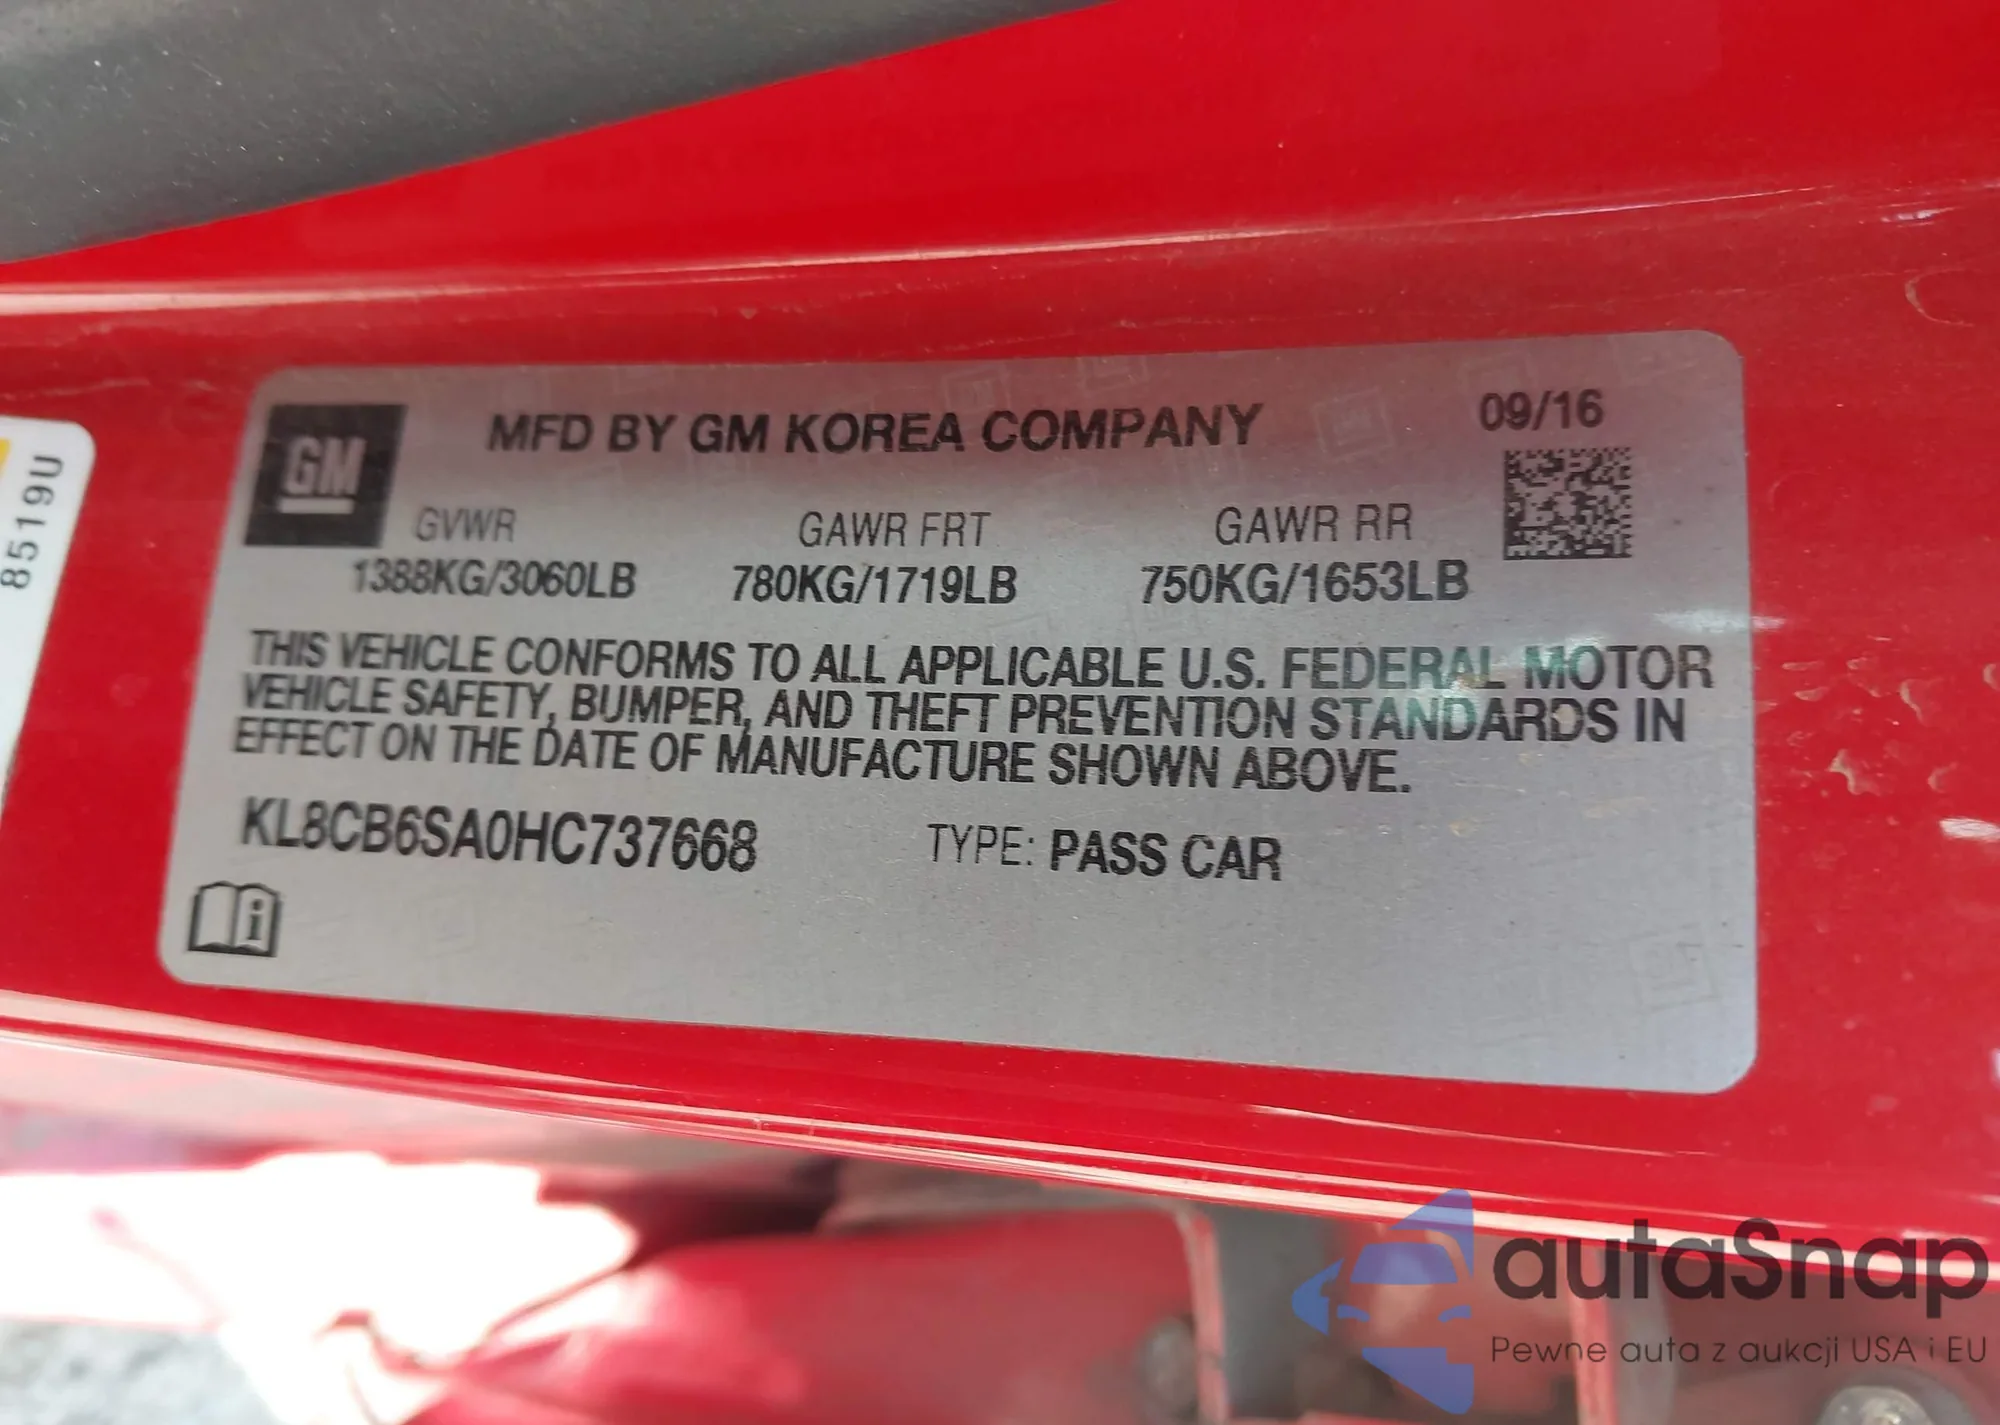 8519U
GM
MFD BY GM KOREA COMPANY
09/16
GVWR GAWR FRT GAWR RR
1388KG/3060LB 780KG/1719LB 750KG/1653LB
THIS VEHICLE CONFORMS TO ALL APPLICABLE U.S. FEDERAL MOTOR
VEHICLE SAFETY, BUMPER, AND THEFT PREVENTION STANDARDS IN
EFFECT ON THE DATE OF MANUFACTURE SHOWN ABOVE.
KL8CB6SA0HC737668 TYPE: PASS CAR
i
autaSnap
Pewne auta z aukcji USA i EU